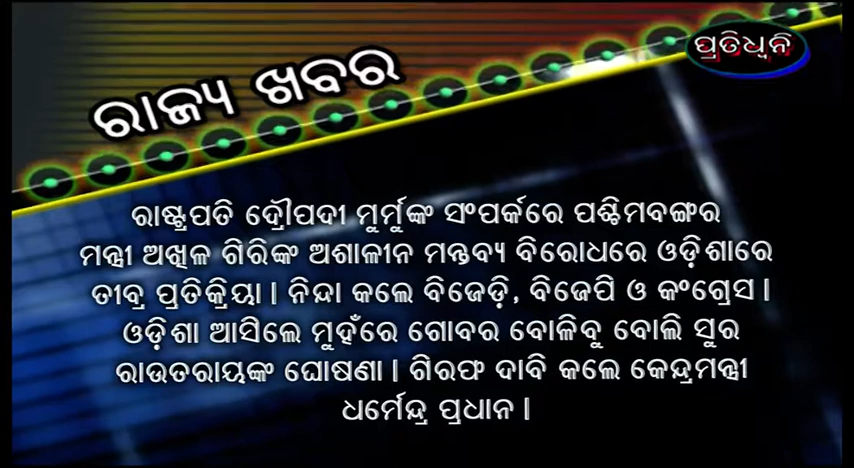 ପ୍ରତିଧ୍ୱନି
ରାଜ୍ୟ ଖବର
ରାଷ୍ଟ୍ରପତି ଦ୍ରୌପଦୀ ମୁର୍ମୁଙ୍କ ସଂପର୍କରେ ପଶ୍ଚିମବଙ୍ଗର
ମନ୍ତ୍ରୀ ଅଖିଳ ଗିରିଙ୍କ ଅଶାଳୀନ ମନ୍ତବ୍ୟ ବିରୋଧରେ ଓଡ଼ିଶାରେ
ତୀବ୍ର ପ୍ରତିକ୍ରିୟା । ନିନ୍ଦା କଲେ ବିଜେଡ଼ି, ବିଜେପି ଓ କଂଗ୍ରେସ ।
ଓଡ଼ିଶା ଆସିଲେ ମୁହଁରେ ଗୋବର ବୋଳିବୁ ବୋଲି ସୁର
ରାଉତରାୟଙ୍କ ଘୋଷଣା । ଗିରଫ ଦାବି କଲେ କେନ୍ଦ୍ରମନ୍ତ୍ରୀ
ଧର୍ମେନ୍ଦ୍ର ପ୍ରଧାନ ।